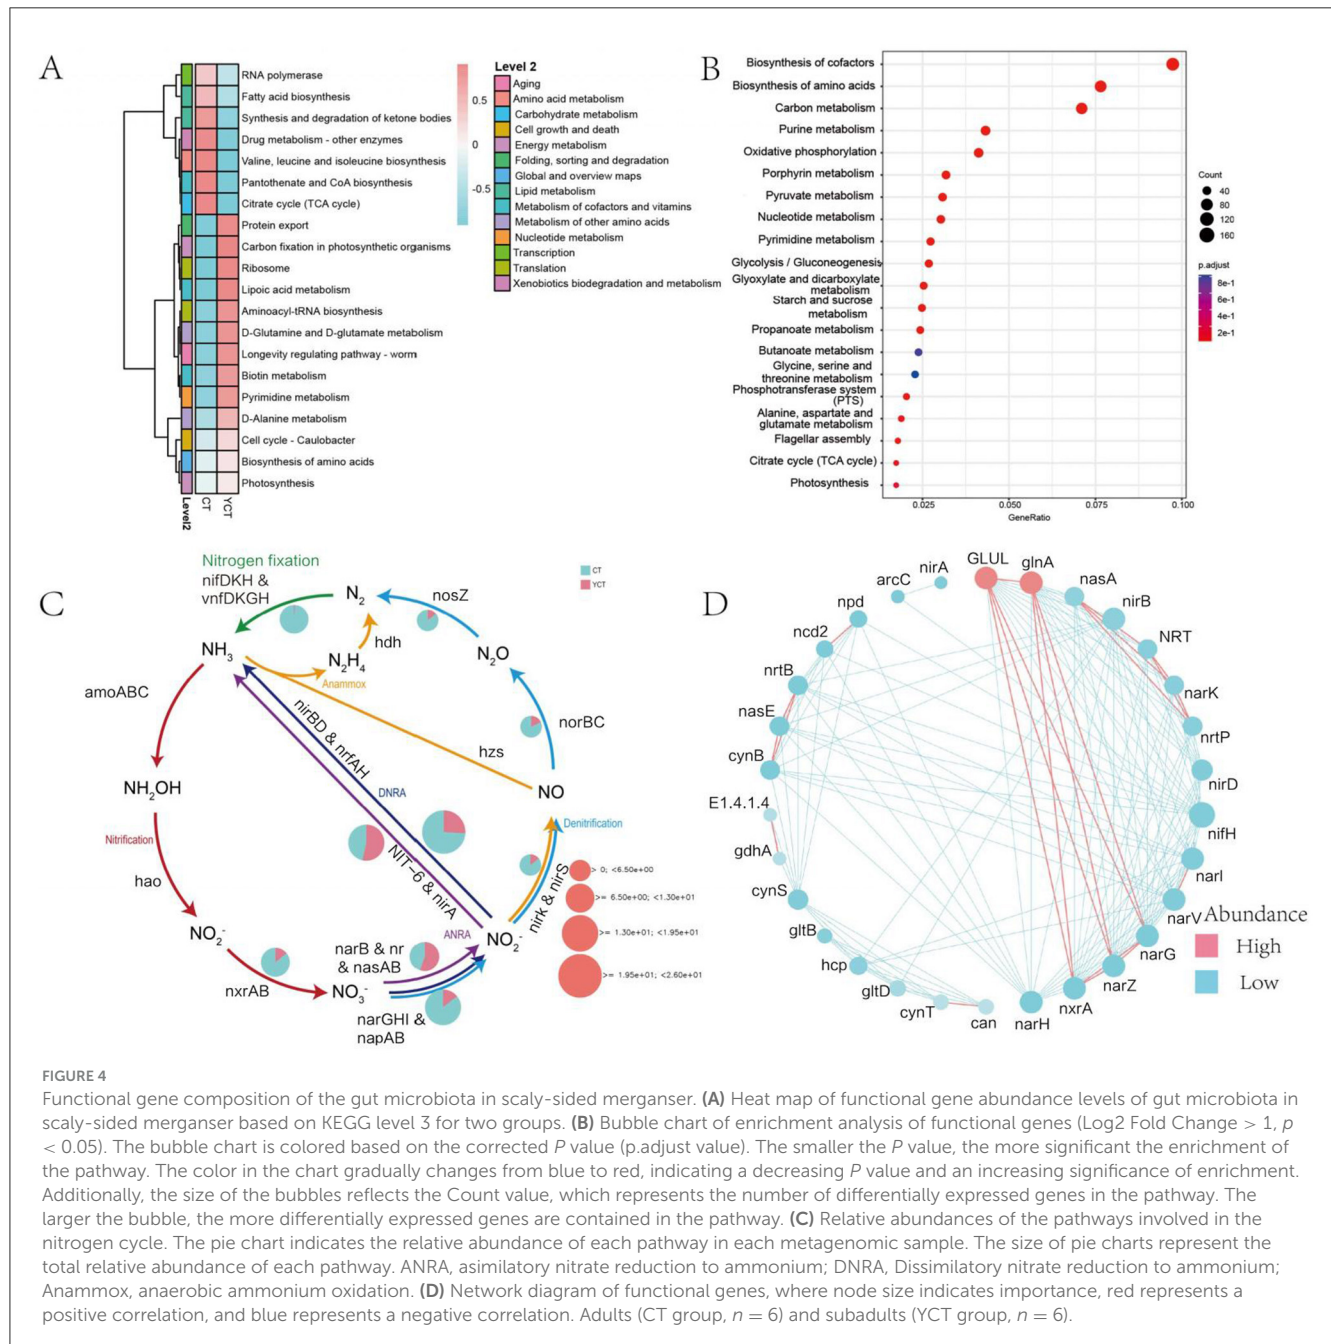 A
RNA polymerase
Fatty acid biosynthesis
Synthesis and degradation of ketone bodies
Drug metabolism - other enzymes
Valine, leucine and isoleucine biosynthesis
Pantothenate and CoA biosynthesis
Citrate cycle (TCA cycle)
Protein export
Carbon fixation in photosynthetic organisms
Ribosome
Lipoic acid metabolism
Aminoacyl-tRNA biosynthesis
D-Glutamine and D-glutamate metabolism
Longevity regulating pathway - worm
Biotin metabolism
Pyrimidine metabolism
D-Alanine metabolism
Cell cycle - Caulobacter
Biosynthesis of amino acids
Photosynthesis
Level2
CT
YCT
0.5
0
-0.5
Level 2
Aging
Amino acid metabolism
Carbohydrate metabolism
Cell growth and death
Energy metabolism
Folding, sorting and degradation
Global and overview maps
Lipid metabolism
Metabolism of cofactors and vitamins
Metabolism of other amino acids
Nucleotide metabolism
Transcription
Translation
Xenobiotics biodegradation and metabolism
B
Biosynthesis of cofactors
Biosynthesis of amino acids
Carbon metabolism
Purine metabolism
Oxidative phosphorylation
Porphyrin metabolism
Pyruvate metabolism
Nucleotide metabolism
Pyrimidine metabolism
Glycolysis / Gluconeogenesis
Glyoxylate and dicarboxylate
metabolism
Starch and sucrose
metabolism
Propanoate metabolism
Butanoate metabolism
Glycine, serine and
threonine metabolism
Phosphotransferase system
(PTS)
Alanine, aspartate and
glutamate metabolism
Flagellar assembly
Citrate cycle (TCA cycle)
Photosynthesis
0.025
0.050
0.075
0.100
GeneRatio
Count
40
80
120
160
p.adjust
8e-1
6e-1
4e-1
2e-1
C
Nitrogen fixation
nifDKH &
vnfDKGH
N2
nosZ
CT
YCT
NH3
hdh
N2H4
Anammox
N2O
amoABC
nirBD & nrfAH
hzs
norBC
NH2OH
DNRA
NO
Nitrification
Denitrification
hao
NIT-6 & nirA
nirk & nirS
> 0; <6.50e+00
>= 6.50e+00; <1.30e+01
>= 1.30e+01; <1.95e+01
>= 1.95e+01; <2.60e+01
NO2-
ANRA
NO2-
narB & nr
& nasAB
nxrAB
NO3-
narGHI &
napAB
D
GLUL
glnA
nasA
nirB
NRT
narK
nrtP
nirD
nifH
narI
narV
narG
narZ
nxrA
narH
can
cynT
gltD
hcp
gltB
cynS
gdhA
E1.4.1.4
cynB
nasE
nrtB
ncd2
npd
arcC
nirA
Abundance
High
Low
FIGURE 4
Functional gene composition of the gut microbiota in scaly-sided merganser. (A) Heat map of functional gene abundance levels of gut microbiota in
scaly-sided merganser based on KEGG level 3 for two groups. (B) Bubble chart of enrichment analysis of functional genes (Log2 Fold Change > 1, p
< 0.05). The bubble chart is colored based on the corrected P value (p.adjust value). The smaller the P value, the more significant the enrichment of
the pathway. The color in the chart gradually changes from blue to red, indicating a decreasing P value and an increasing significance of enrichment.
Additionally, the size of the bubbles reflects the Count value, which represents the number of differentially expressed genes in the pathway. The
larger the bubble, the more differentially expressed genes are contained in the pathway. (C) Relative abundances of the pathways involved in the
nitrogen cycle. The pie chart indicates the relative abundance of each pathway in each metagenomic sample. The size of pie charts represent the
total relative abundance of each pathway. ANRA, asimilatory nitrate reduction to ammonium; DNRA, Dissimilatory nitrate reduction to ammonium;
Anammox, anaerobic ammonium oxidation. (D) Network diagram of functional genes, where node size indicates importance, red represents a
positive correlation, and blue represents a negative correlation. Adults (CT group, n = 6) and subadults (YCT group, n = 6).